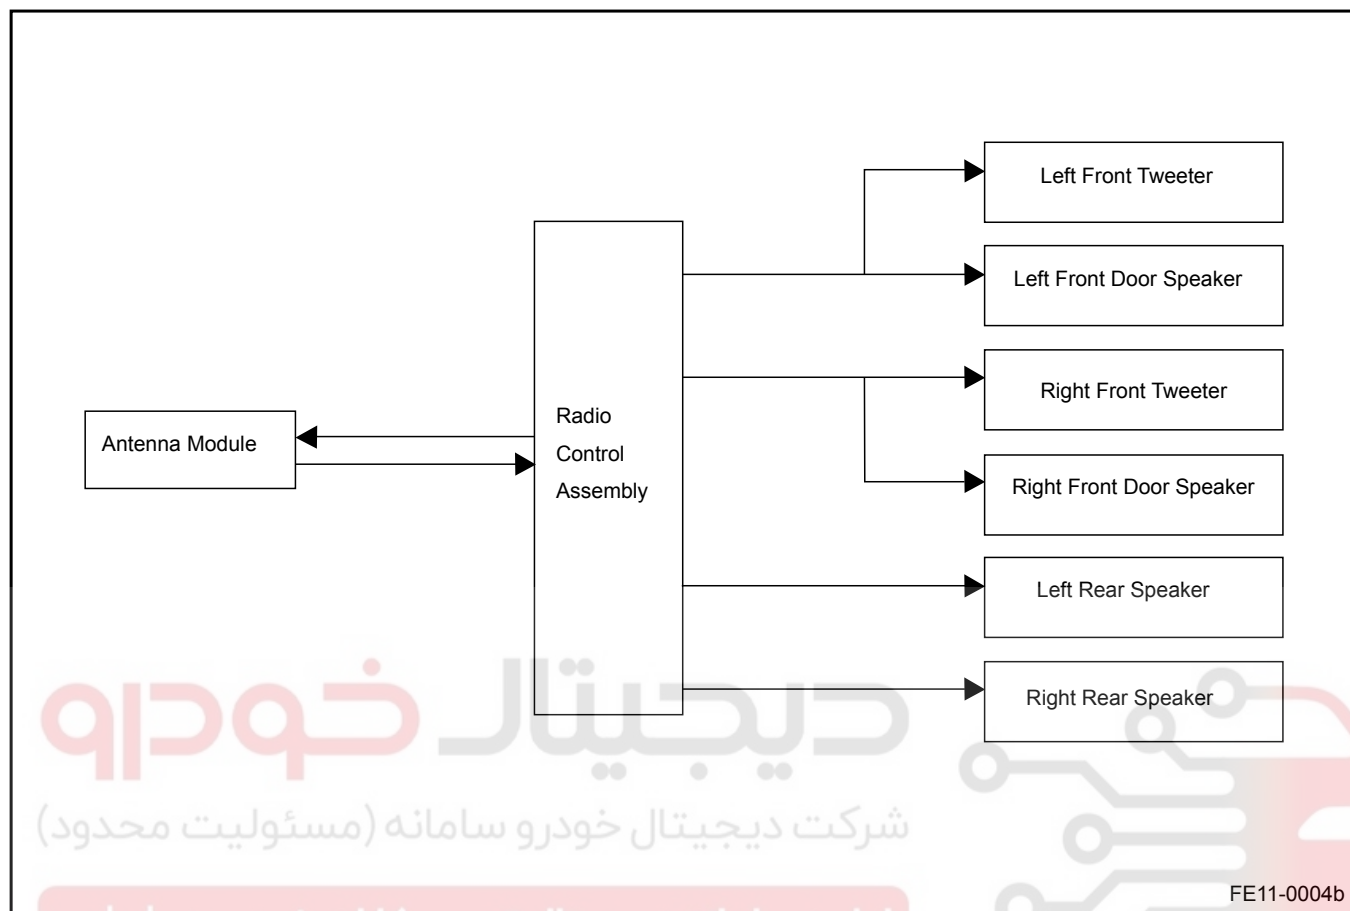 Left Front Tweeter
Left Front Door Speaker
Right Front Tweeter
Antenna Module
Radio
Control
Assembly
Right Front Door Speaker
Left Rear Speaker
Right Rear Speaker
دیجیتال خودرو
شرکت دیجیتال خودرو سامانه (مسئولیت محدود)
FE11-0004b